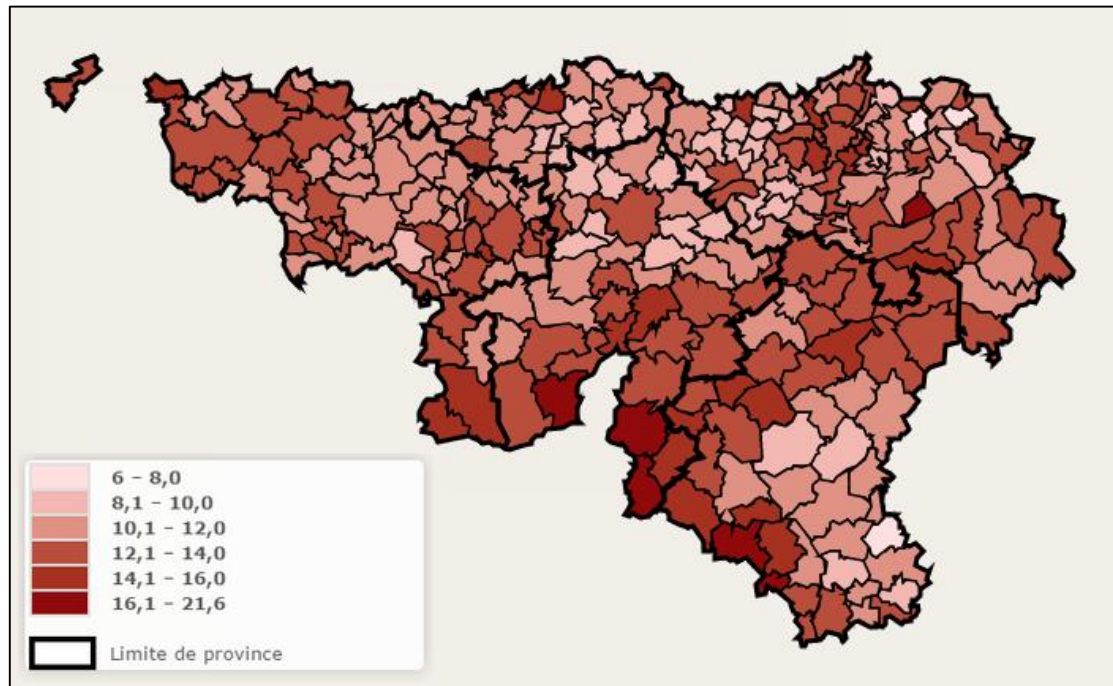 6 – 8,0
8,1 – 10,0
10,1 – 12,0
12,1 – 14,0
14,1 – 16,0
16,1 – 21,6
Limite de province